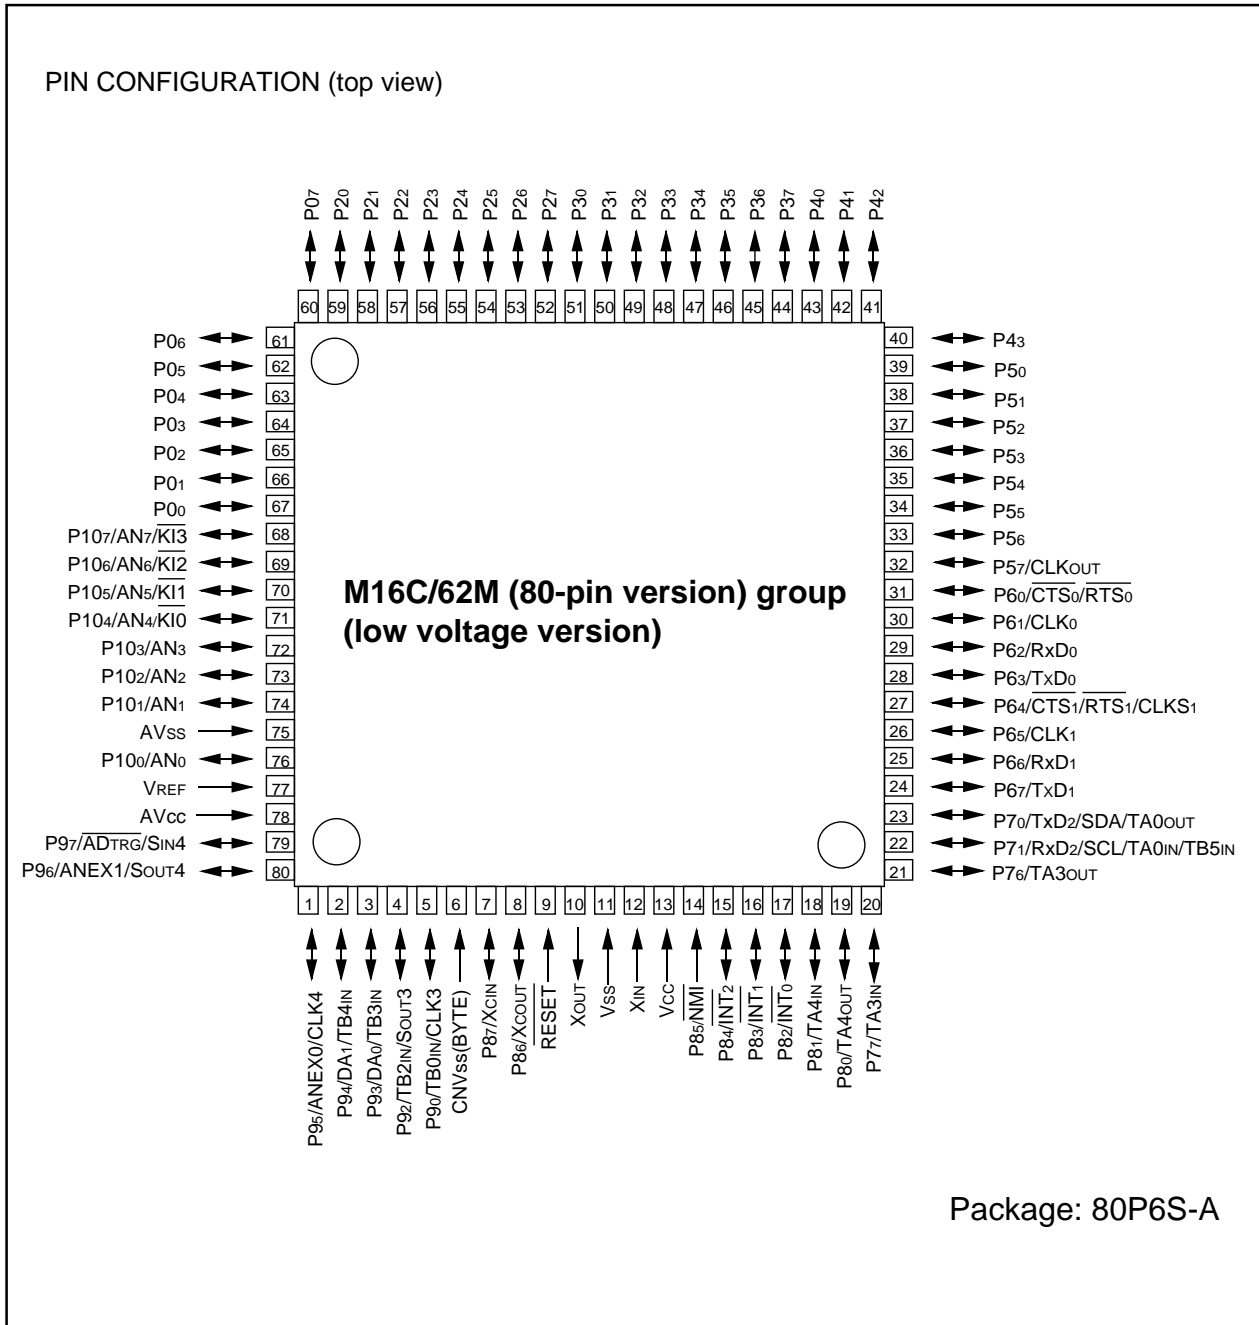 PIN CONFIGURATION (top view)
P07
P20
P21
P22
P23
P24
P25
P26
P27
P30
P31
P32
P33
P34
P35
P36
P37
P40
P41
P42
60 59 58 57 56 55 54 53 52 51 50 49 48 47 46 45 44 43 42 41
P06 61
P05 62
P04 63
P03 64
P02 65
P01 66
P00 67
P107/AN7/KI3 68
P106/AN6/KI2 69
P105/AN5/KI1 70
P104/AN4/KI0 71
P103/AN3 72
P102/AN2 73
P101/AN1 74
AVSS 75
P100/AN0 76
VREF 77
AVCC 78
P97/ADTRG/SIN4 79
P96/ANEX1/SOUT4 80
M16C/62M (80-pin version) group
(low voltage version)
40 P43
39 P50
38 P51
37 P52
36 P53
35 P54
34 P55
33 P56
32 P57/CLKOUT
31 P60/CTS0/RTS0
30 P61/CLK0
29 P62/RxD0
28 P63/TXD0
27 P64/CTS1/RTS1/CLKS1
26 P65/CLK1
25 P66/RxD1
24 P67/TXD1
23 P70/TxD2/SDA/TA0OUT
22 P71/RxD2/SCL/TA0IN/TB5IN
21 P76/TA3OUT
1 2 3 4 5 6 7 8 9 10 11 12 13 14 15 16 17 18 19 20
P95/ANEX0/CLK4
P94/DA1/TB4IN
P93/DA0/TB3IN
P92/TB2IN/SOUT3
P90/TB0IN/CLK3
CNVss(BYTE)
P87/XCIN
P86/XCOUT
RESET
XOUT
VSS
XIN
VCC
P85/NMI
P84/INT2
P83/INT1
P82/INT0
P81/TA4IN
P80/TA4OUT
P77/TA3IN
Package: 80P6S-A